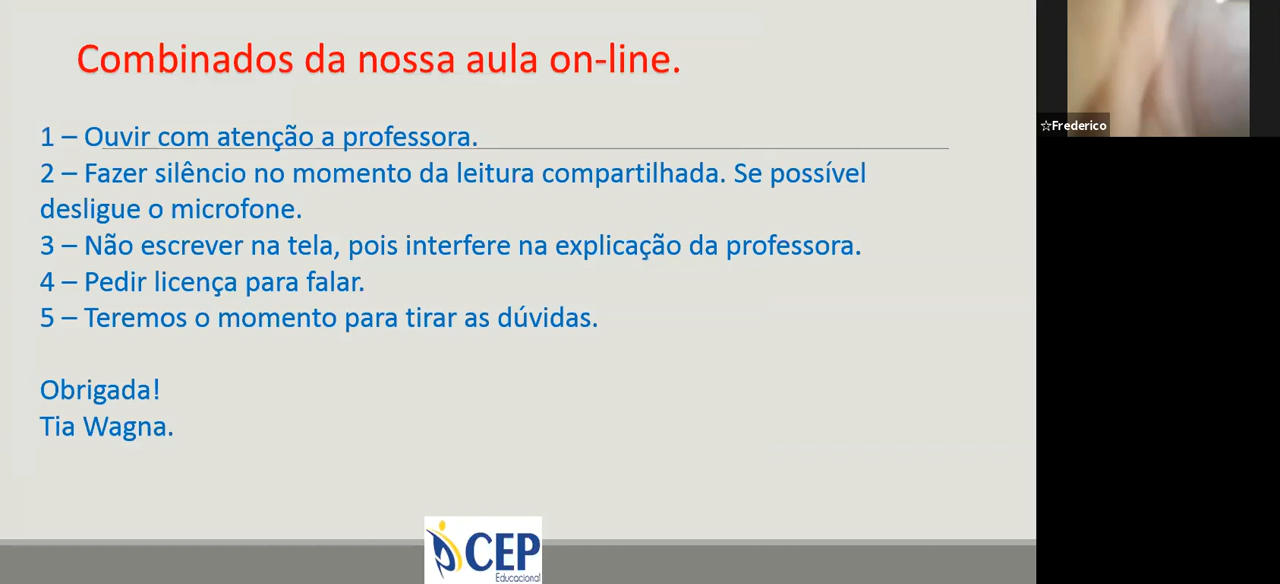 Combinados da nossa aula on-line.
1 – Ouvir com atenção a professora.
2 – Fazer silêncio no momento da leitura compartilhada. Se possível
desligue o microfone.
3 – Não escrever na tela, pois interfere na explicação da professora.
4 – Pedir licença para falar.
5 – Teremos o momento para tirar as dúvidas.
Obrigada!
Tia Wagna.
CEP
Educacional
☆Frederico